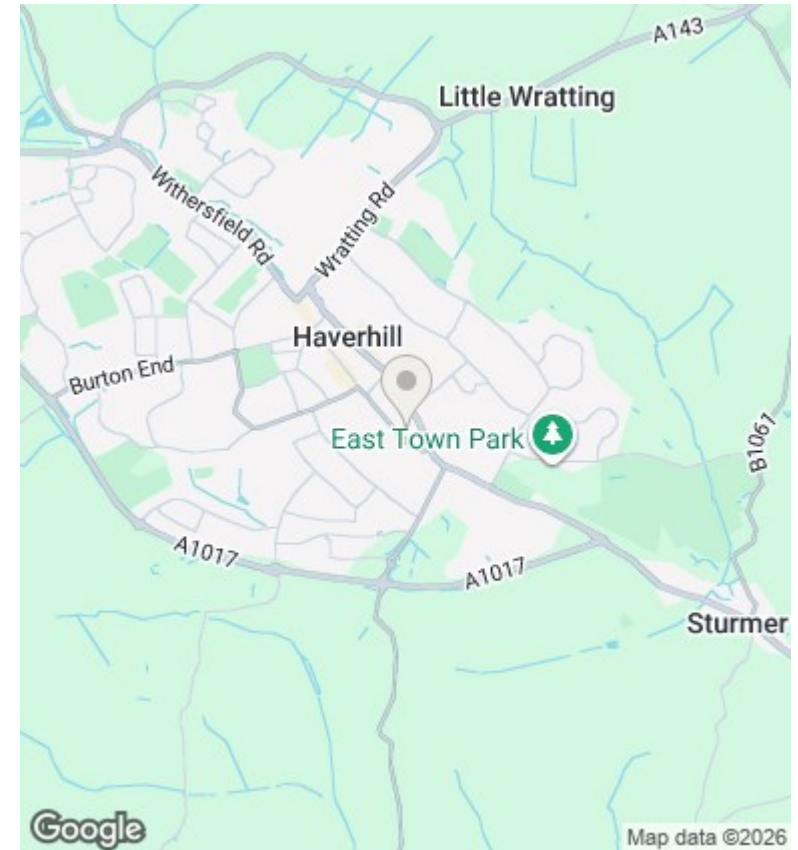 A143
Little Wratting
Withersfield Rd
Wratting Rd
Haverhill
Burton End
East Town Park
B1061
A1017
A1017
Sturmer
Google
Map data ©2026